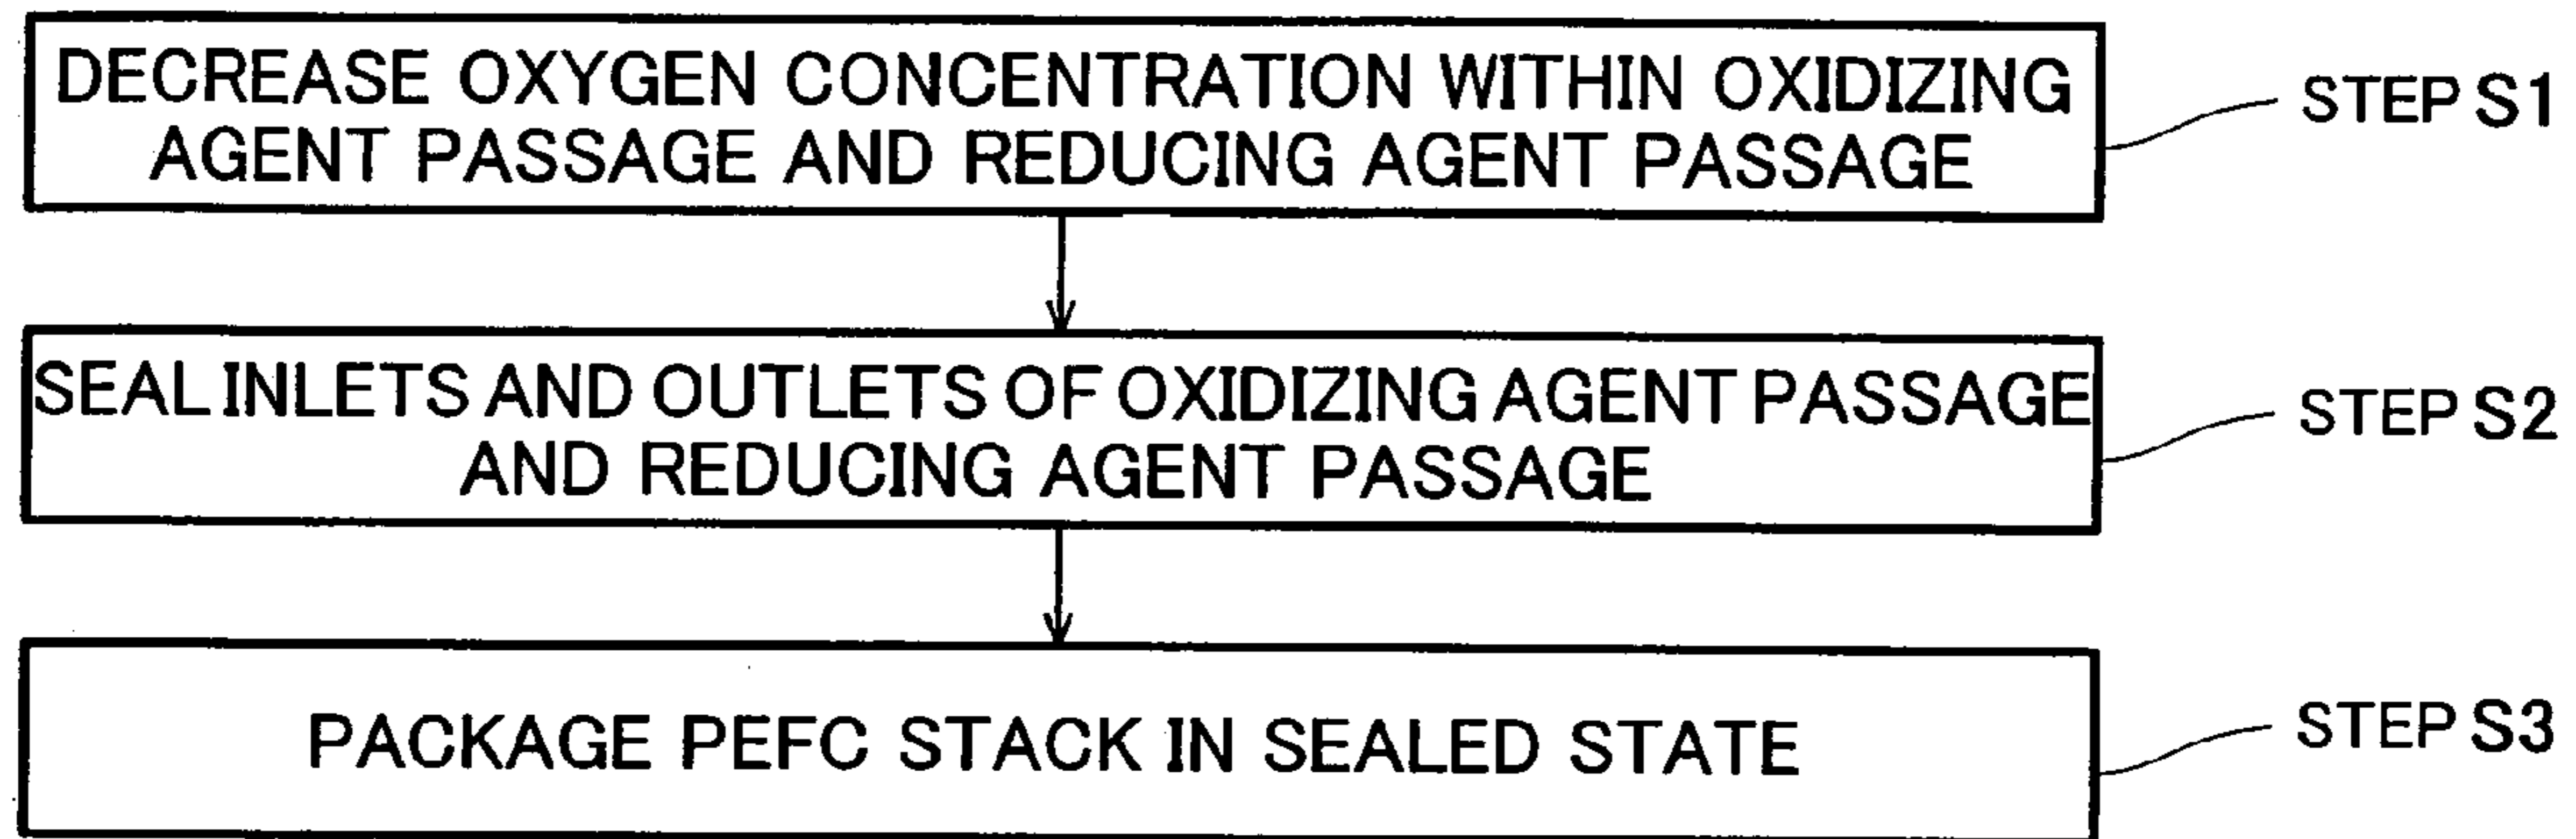 DECREASE OXYGEN CONCENTRATION WITHIN OXIDIZING
AGENT PASSAGE AND REDUCING AGENT PASSAGE
STEP S1
SEAL INLETS AND OUTLETS OF OXIDIZING AGENT PASSAGE
AND REDUCING AGENT PASSAGE
STEP S2
PACKAGE PEFC STACK IN SEALED STATE
STEP S3